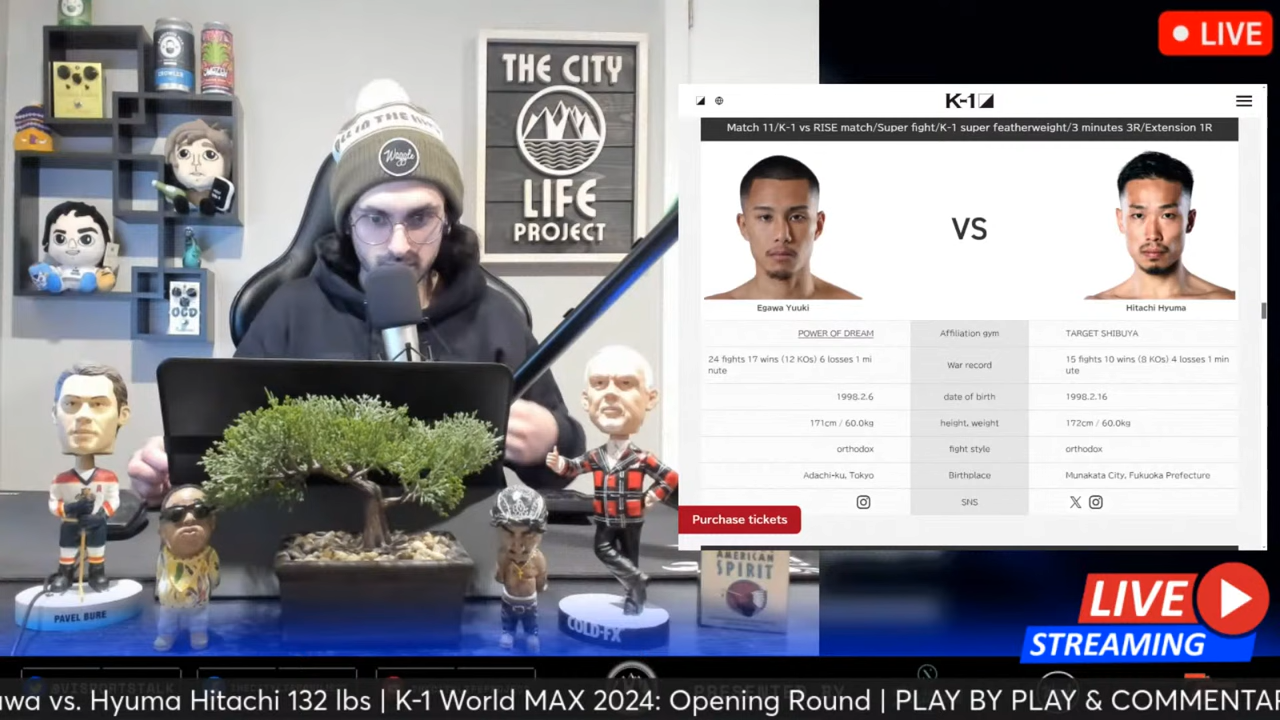 LIVE
THE CITY
LIFE
PROJECT
Waggle
OCD
K-1
Match 11/K-1 vs RISE match/Super fight/K-1 super featherweight/3 minutes 3R/Extension 1R
VS
Egawa Yuuki
Hitachi Hyuma
POWER OF DREAM
Affiliation gym
TARGET SHIBUYA
24 fights 17 wins (12 KOs) 6 losses 1 mi
nute
War record
15 fights 10 wins (8 KOs) 4 losses 1 min
ute
1998.2.6
date of birth
1998.2.16
171cm / 60.0kg
height, weight
172cm / 60.0kg
orthodox
fight style
orthodox
Adachi-ku, Tokyo
Birthplace
Munakata City, Fukuoka Prefecture
SNS
Purchase tickets
AMERICAN
SPIRIT
PAVEL BURE
COLD-FX
LIVE
STREAMING
PRESENTED BY
awa vs. Hyuma Hitachi 132 lbs | K-1 World MAX 2024: Opening Round | PLAY BY PLAY & COMMENTAR